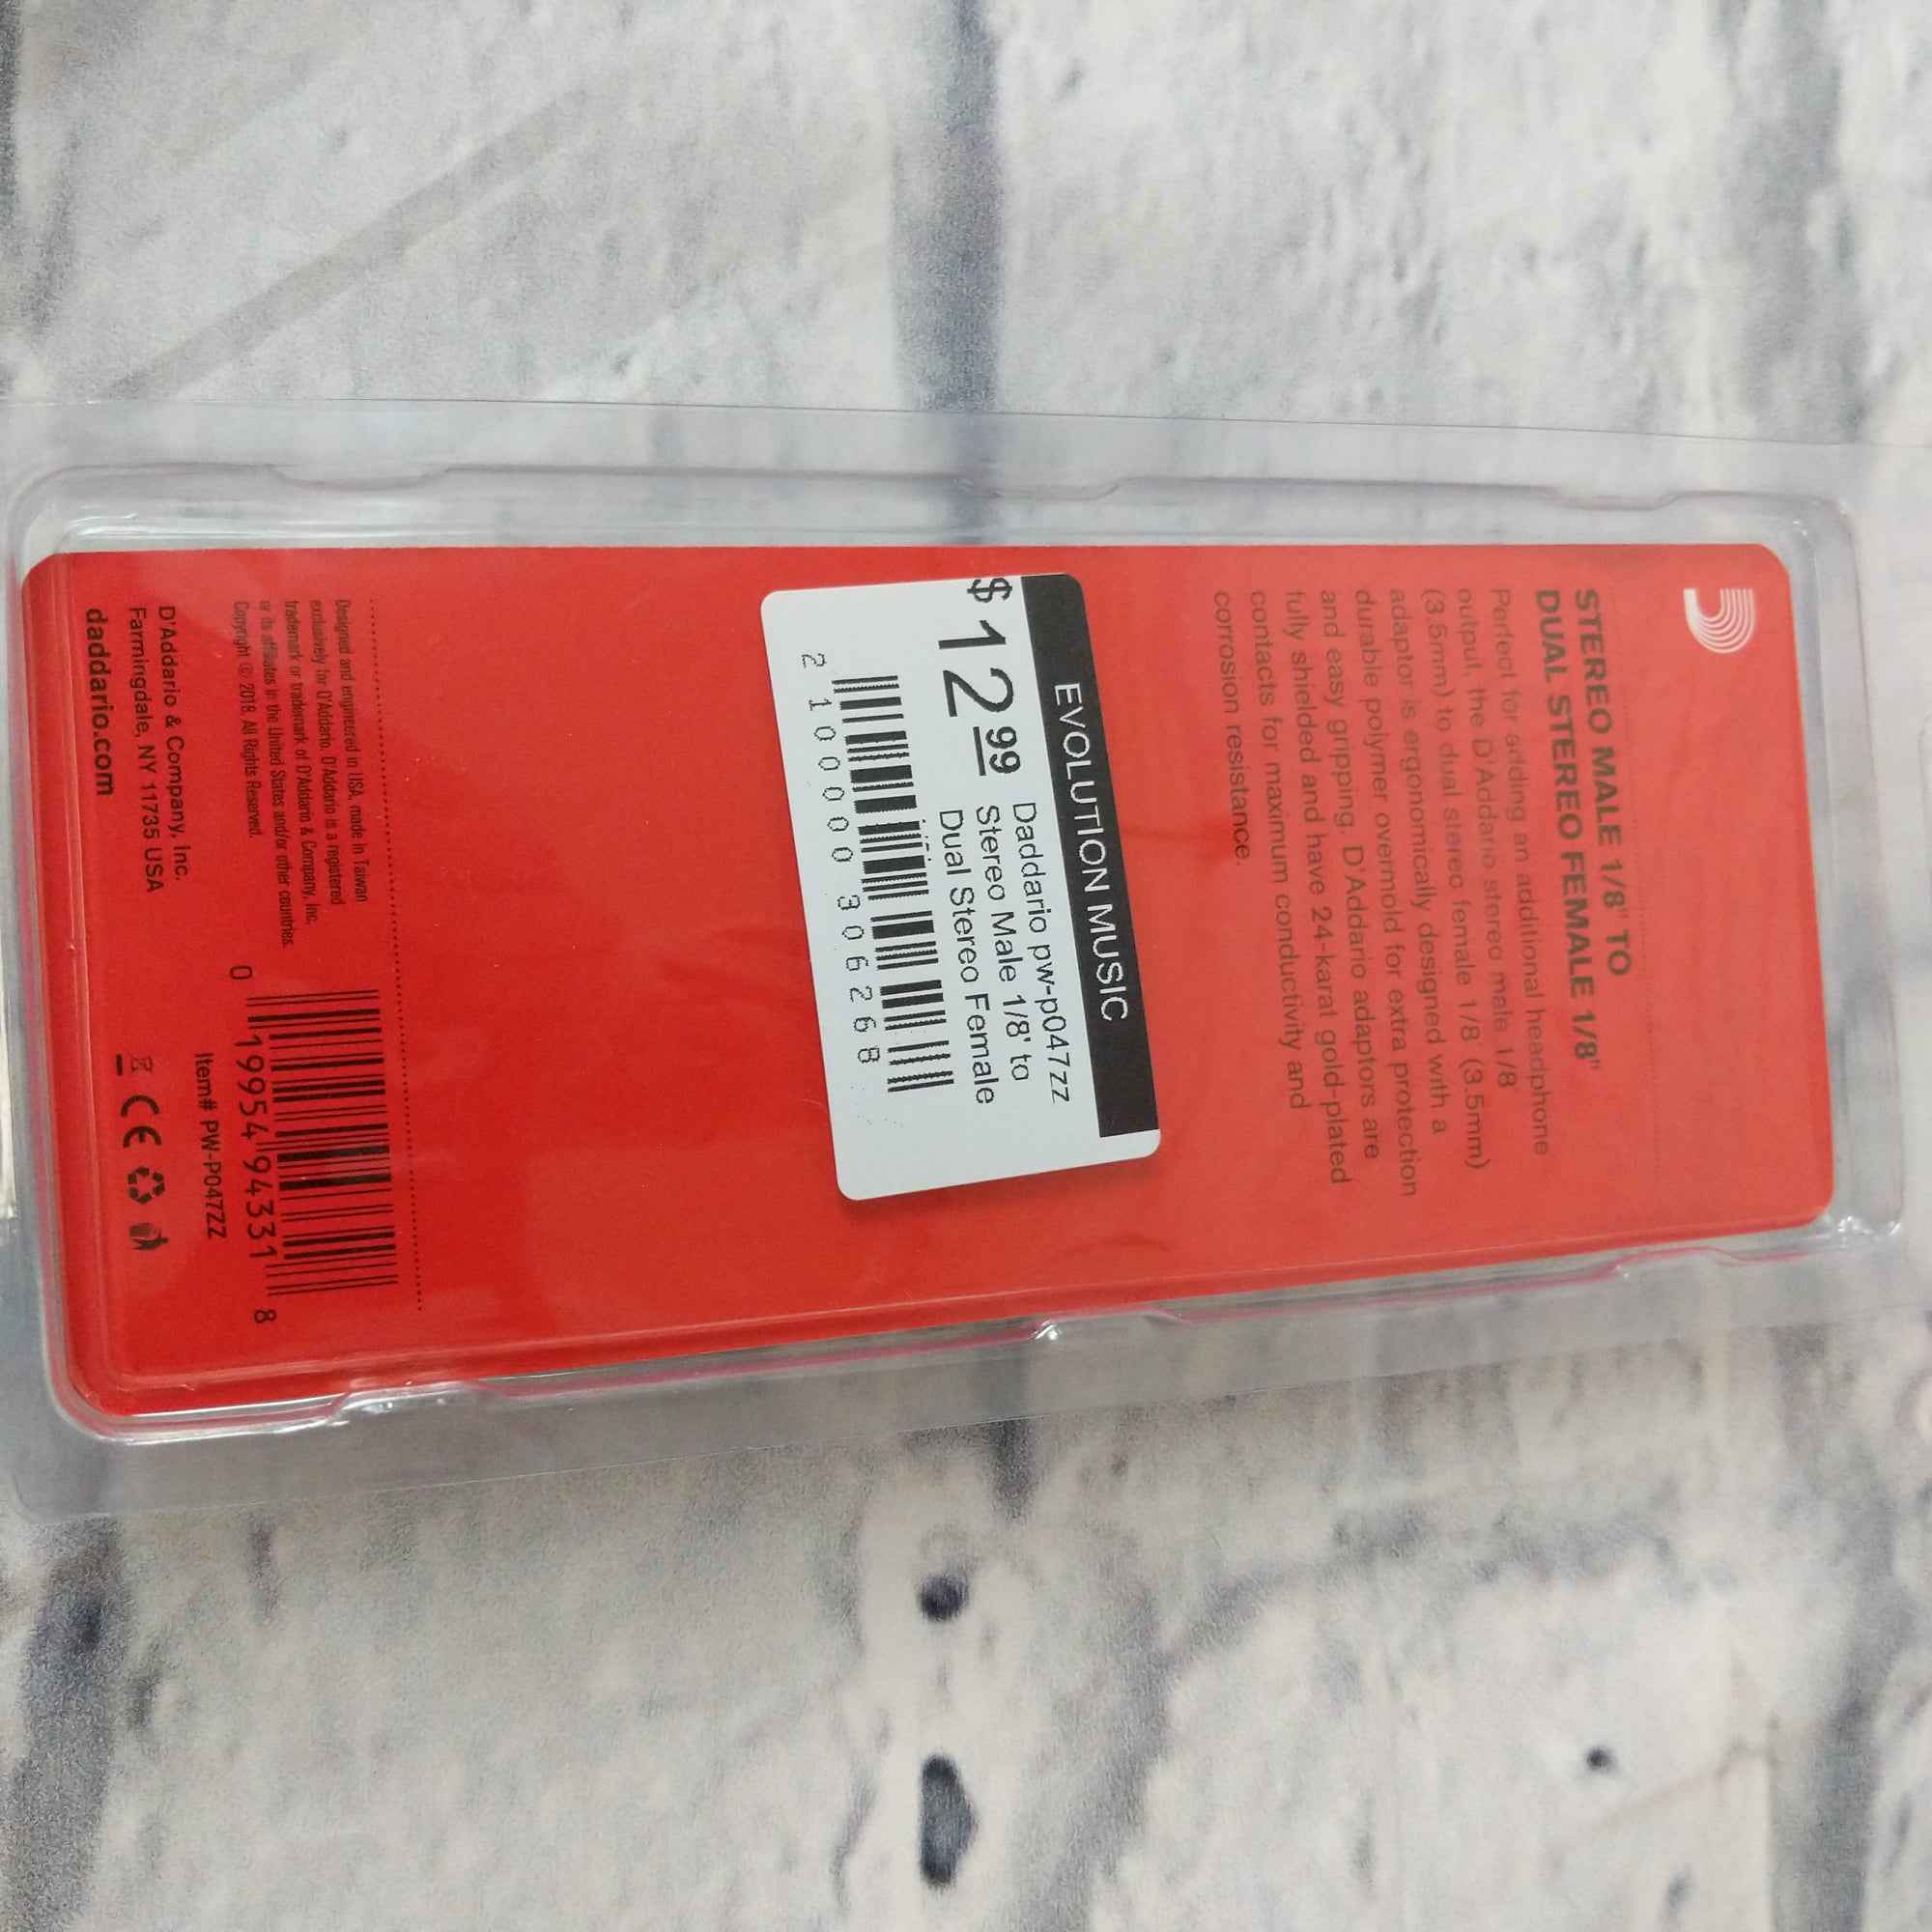 STEREO MALE 1/8" TO
DUAL STEREO FEMALE 1/8"
Perfect for adding an additional headphone
output, the D'Addario stereo male 1/8"
(3.5mm) to dual stereo female 1/8" (3.5mm)
adaptor is ergonomically designed with a
durable polymer overmold for extra protection
and easy gripping. D'Addario adaptors are
fully shielded and have 24-karat gold-plated
contacts for maximum conductivity and
corrosion resistance.
EVOLUTION MUSIC
$12.99
Daddario pw-p047zz
Stereo Male 1/8' to
Dual Stereo Female
2 100000 306268
Designed and engineered in USA, made in Taiwan
exclusively for D'Addario. D'Addario is a registered
trademark or trademark of D'Addario & Company, Inc.
or its affiliates in the United States and/or other countries.
Copyright © 2018. All Rights Reserved.
D'Addario & Company, Inc.
Farmingdale, NY 11735 USA
daddario.com
0 19954 94331 8
Item# PW-P047ZZ
CE